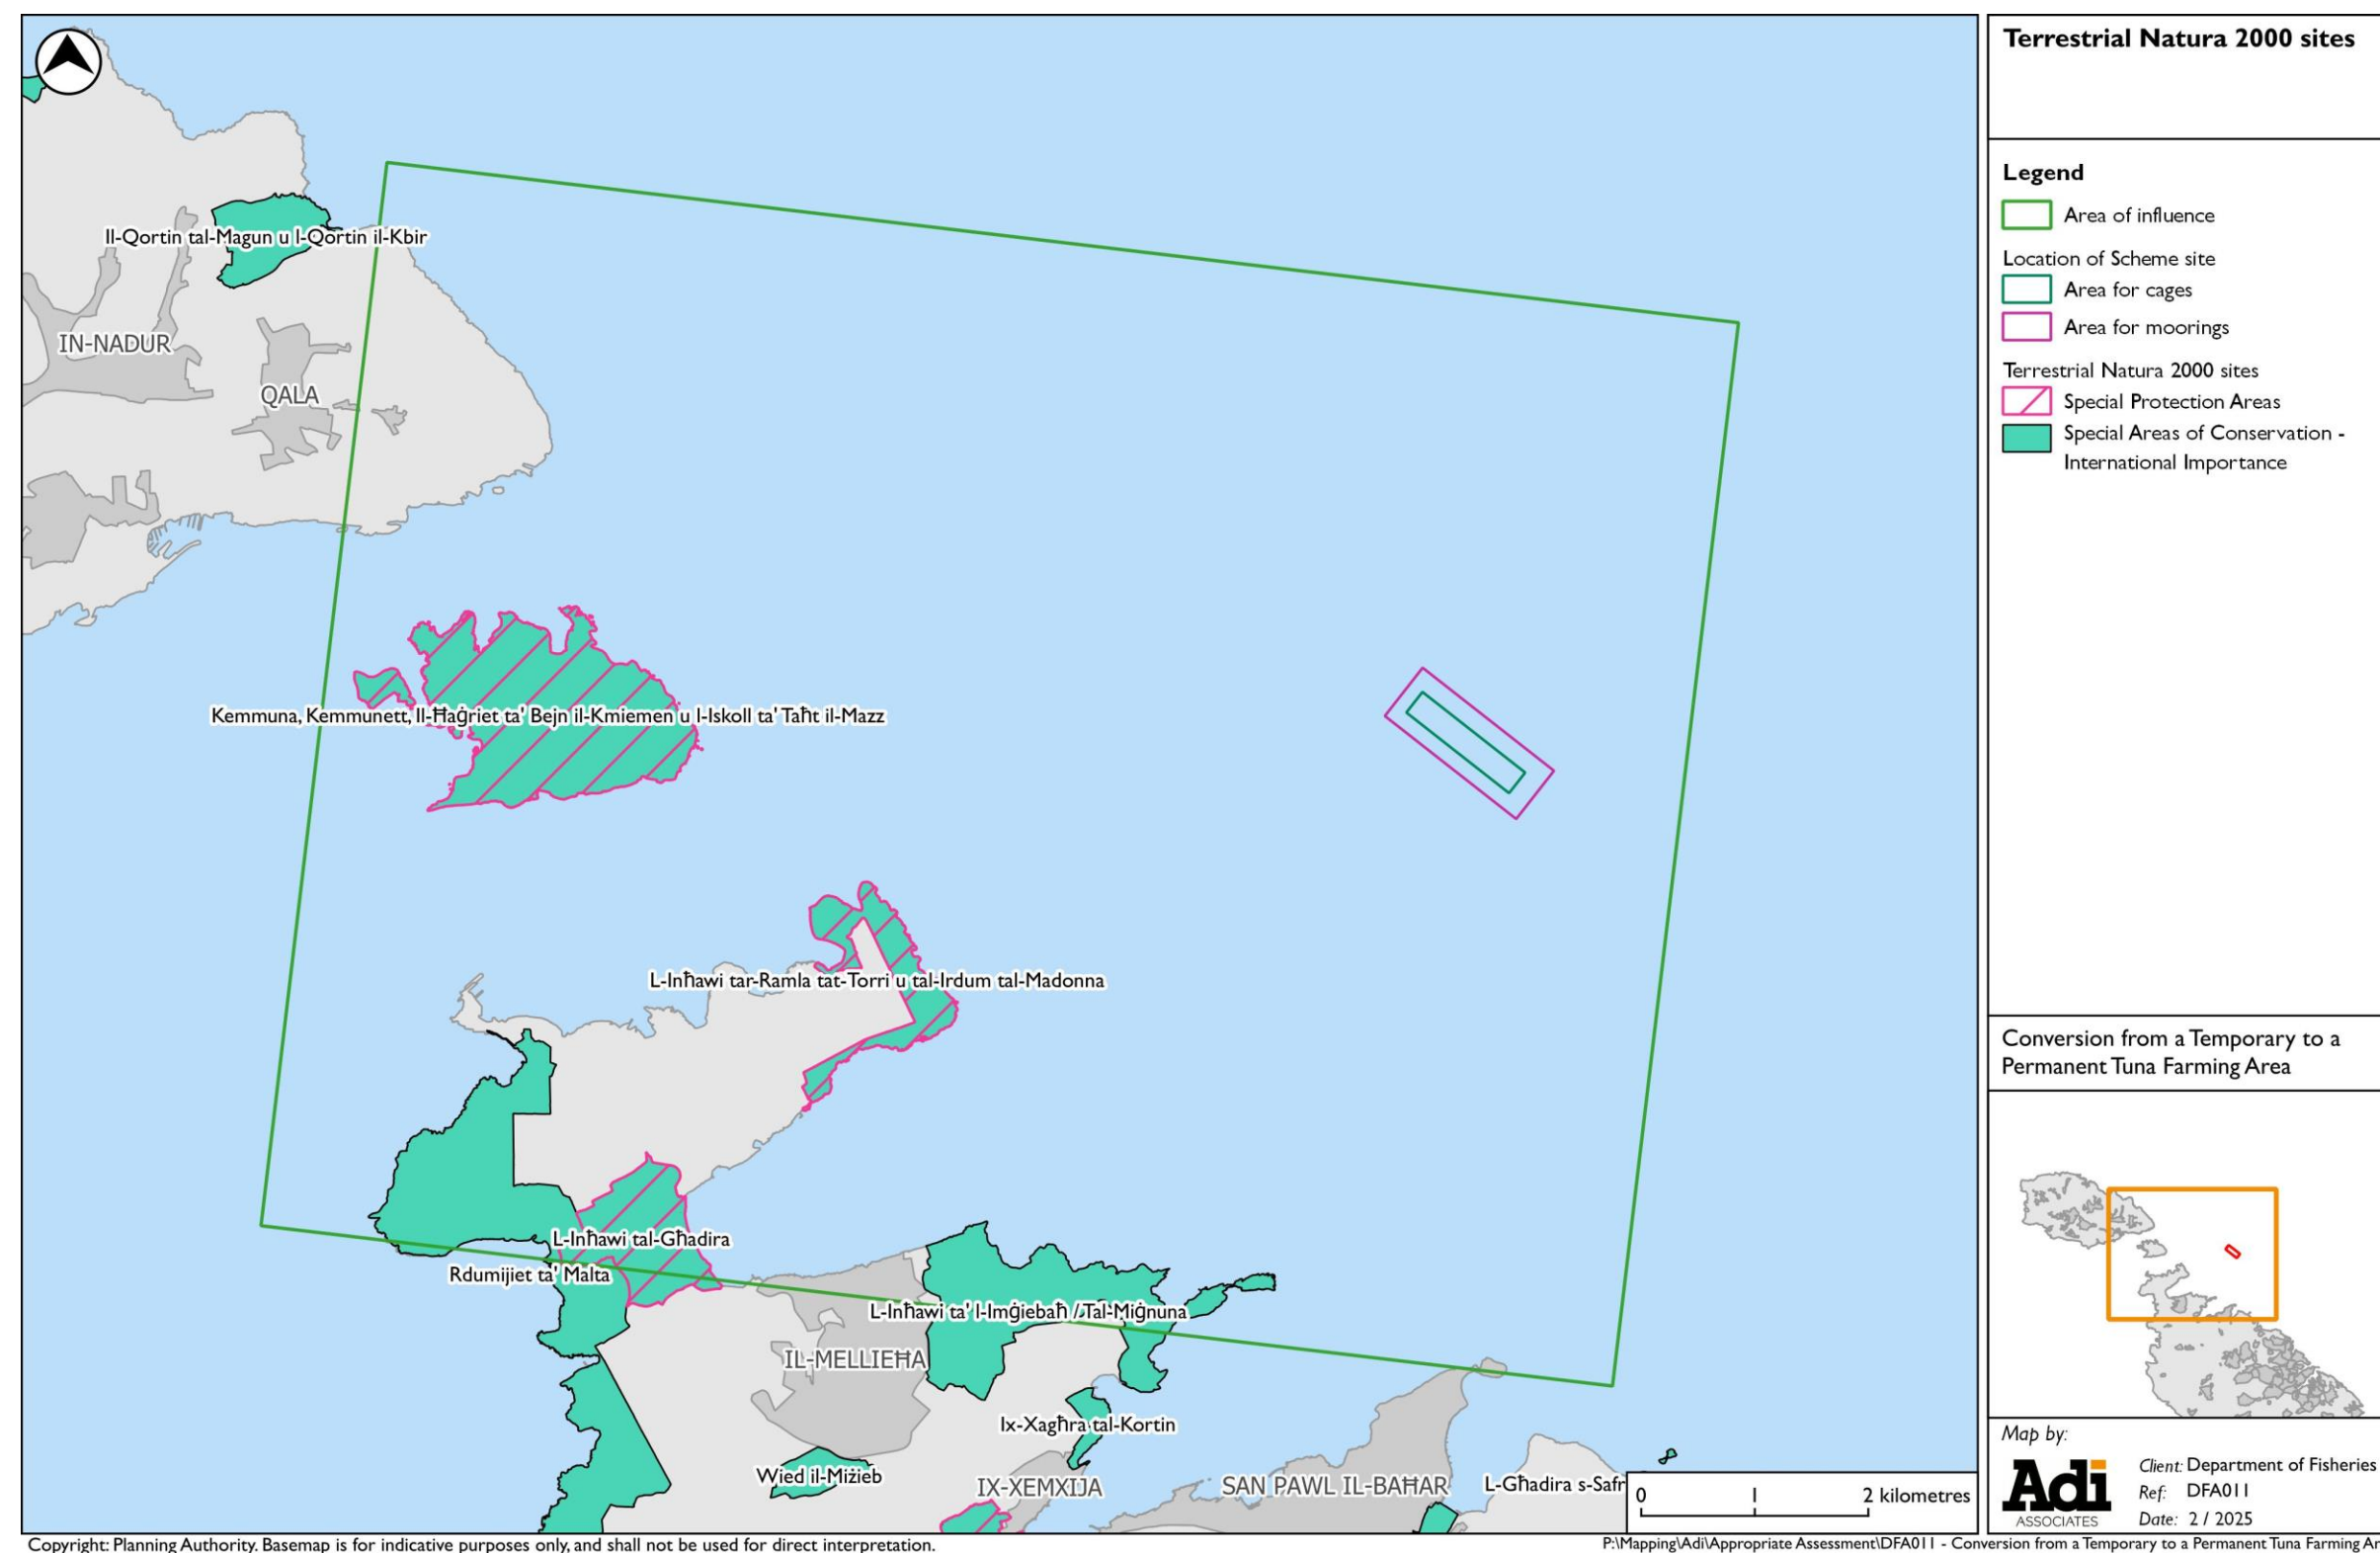 Terrestrial Natura 2000 sites
Legend
Area of influence
Location of Scheme site
Area for cages
Area for moorings
Terrestrial Natura 2000 sites
Special Protection Areas
Special Areas of Conservation -
International Importance
Conversion from a Temporary to a
Permanent Tuna Farming Area
Map by:
Adi
ASSOCIATES
Client: Department of Fisheries
Ref: DFA011
Date: 2 / 2025
Il-Qortin tal-Magun u l-Qortin il-Kbir
IN-NADUR
QALA
Kemmuna, Kemmunett, Il-Ħaġriet ta' Bejn il-Kmiemen u l-Iskoll ta' Taħt il-Mazz
L-Inħawi tar-Ramla tat-Torri u tal-Irdum tal-Madonna
L-Inħawi tal-Għadira
Rdumijiet ta' Malta
L-Inħawi ta' l-Imġiebaħ / Tal-Miġnuna
IL-MELLIEĦA
Ix-Xagħra tal-Kortin
Wied il-Miżieb
IX-XEMXIJA
SAN PAWL IL-BAĦAR
L-Għadira s-Safr
0 1 2 kilometres
Copyright: Planning Authority. Basemap is for indicative purposes only, and shall not be used for direct interpretation.
P:\Mapping\Adi\Appropriate Assessment\DFA011 - Conversion from a Temporary to a Permanent Tuna Farming Ar